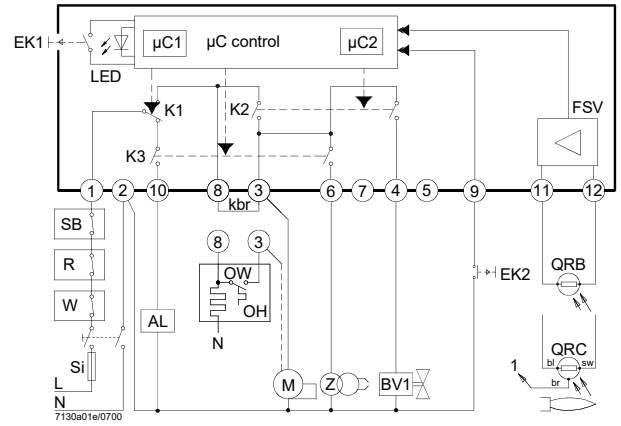 EK1
LED
µC1
µC control
µC2
K1
K2
K3
FSV
1 2 10 8 3 6 7 4 5 9 11 12
kbr
SB
R
W
Si
L
N
7130a01e/0700
AL
8 3
OW
OH
N
M
Z
BV1
EK2
QRB
QRC
bl sw
br
1